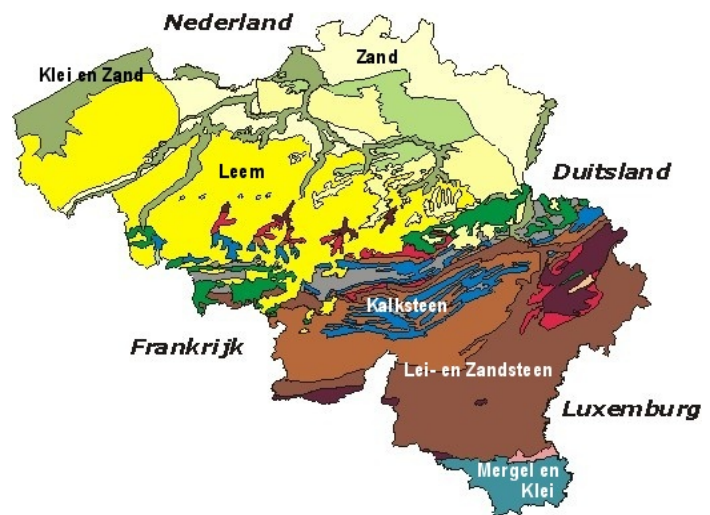 Nederland
Zand
Klei en Zand
Leem
Duitsland
Kalksteen
Frankrijk
Lei- en Zandsteen
Luxemburg
Mergel en
Klei